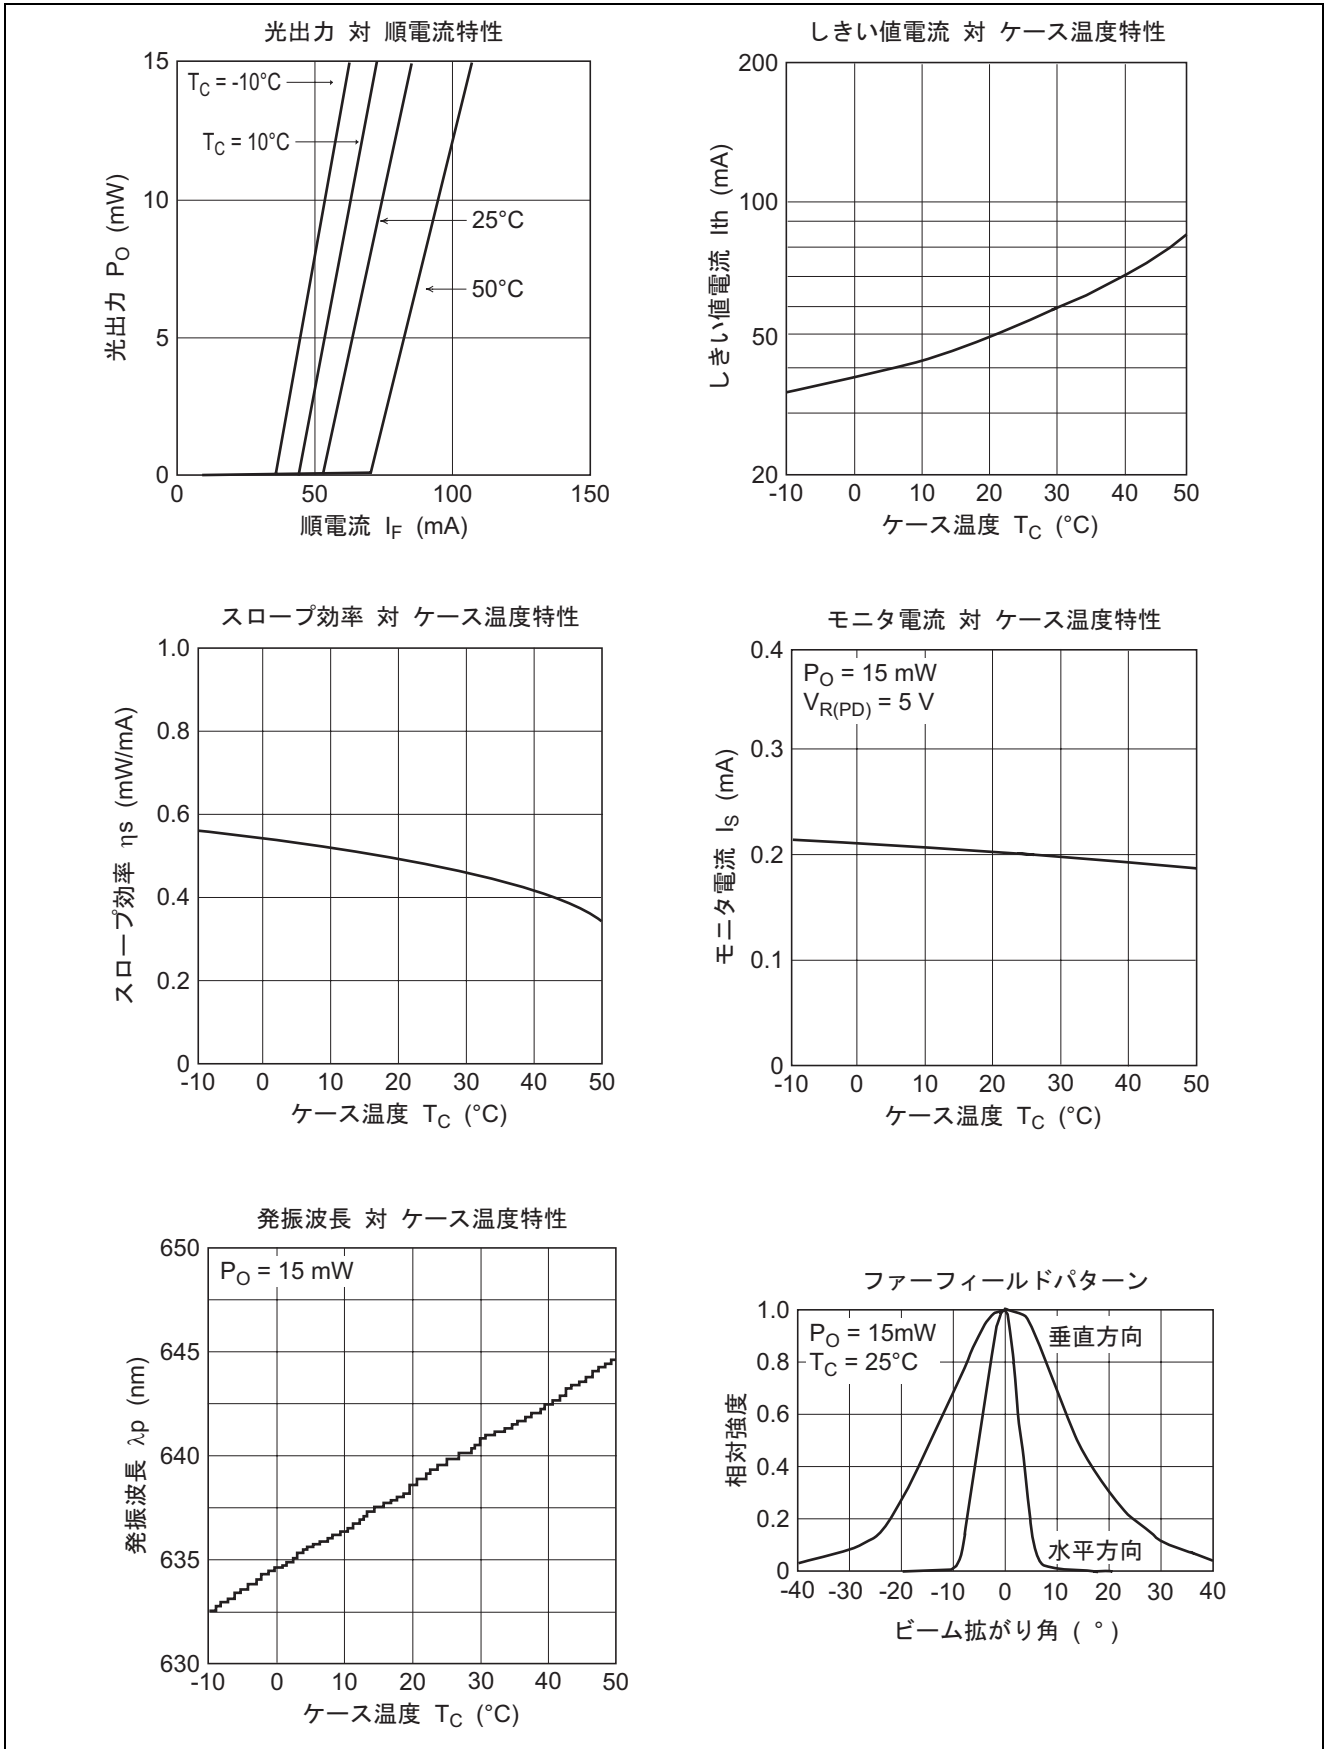 光出力 対 順電流特性
15
10
5
0
T_C = -10°C
T_C = 10°C
25°C
50°C
光出力 P_O (mW)
0 50 100 150
順電流 I_F (mA)
しきい値電流 対 ケース温度特性
200
100
50
20
しきい値電流 Ith (mA)
-10 0 10 20 30 40 50
ケース温度 T_C (°C)
スロープ効率 対 ケース温度特性
1.0
0.8
0.6
0.4
0.2
0
スロープ効率 ηs (mW/mA)
-10 0 10 20 30 40 50
ケース温度 T_C (°C)
モニタ電流 対 ケース温度特性
0.4
0.3
0.2
0.1
0
P_O = 15 mW
V_R(PD) = 5 V
モニタ電流 I_S (mA)
-10 0 10 20 30 40 50
ケース温度 T_C (°C)
発振波長 対 ケース温度特性
650
645
640
635
630
P_O = 15 mW
発振波長 λp (nm)
-10 0 10 20 30 40 50
ケース温度 T_C (°C)
ファーフィールドパターン
1.0
0.8
0.6
0.4
0.2
0
P_O = 15mW
T_C = 25°C
垂直方向
水平方向
相対強度
-40 -30 -20 -10 0 10 20 30 40
ビーム拡がり角 ( ° )